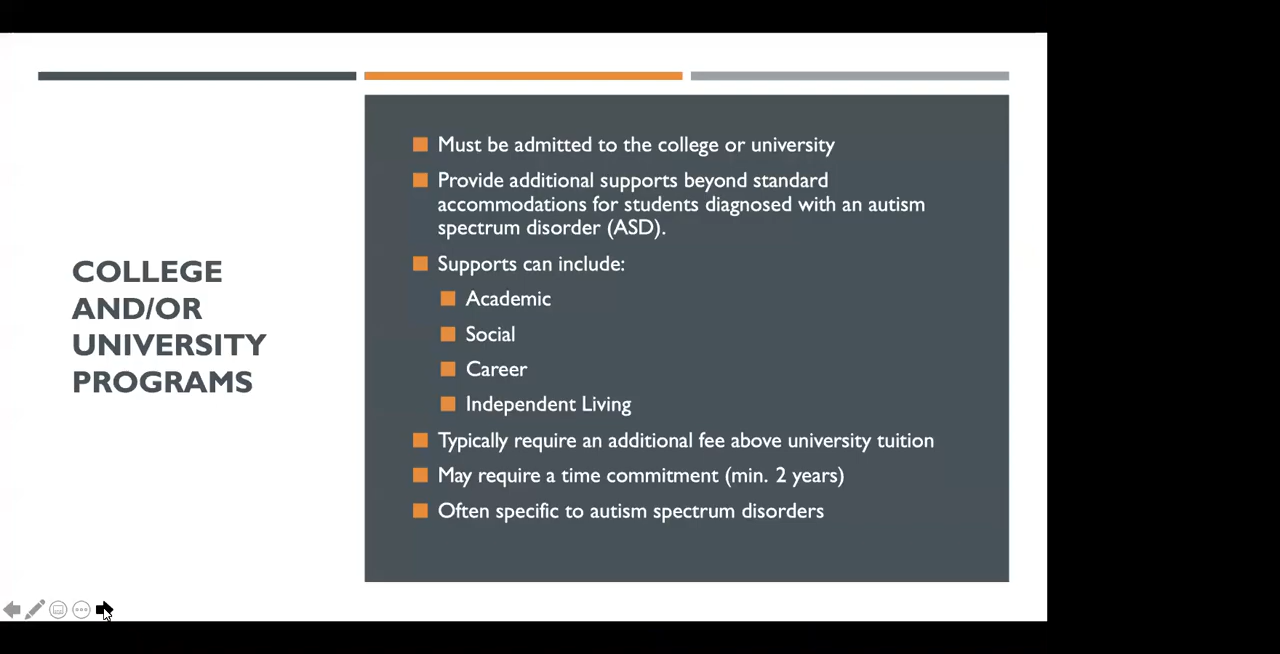 COLLEGE
AND/OR
UNIVERSITY
PROGRAMS
Must be admitted to the college or university
Provide additional supports beyond standard
accommodations for students diagnosed with an autism
spectrum disorder (ASD).
Supports can include:
Academic
Social
Career
Independent Living
Typically require an additional fee above university tuition
May require a time commitment (min. 2 years)
Often specific to autism spectrum disorders